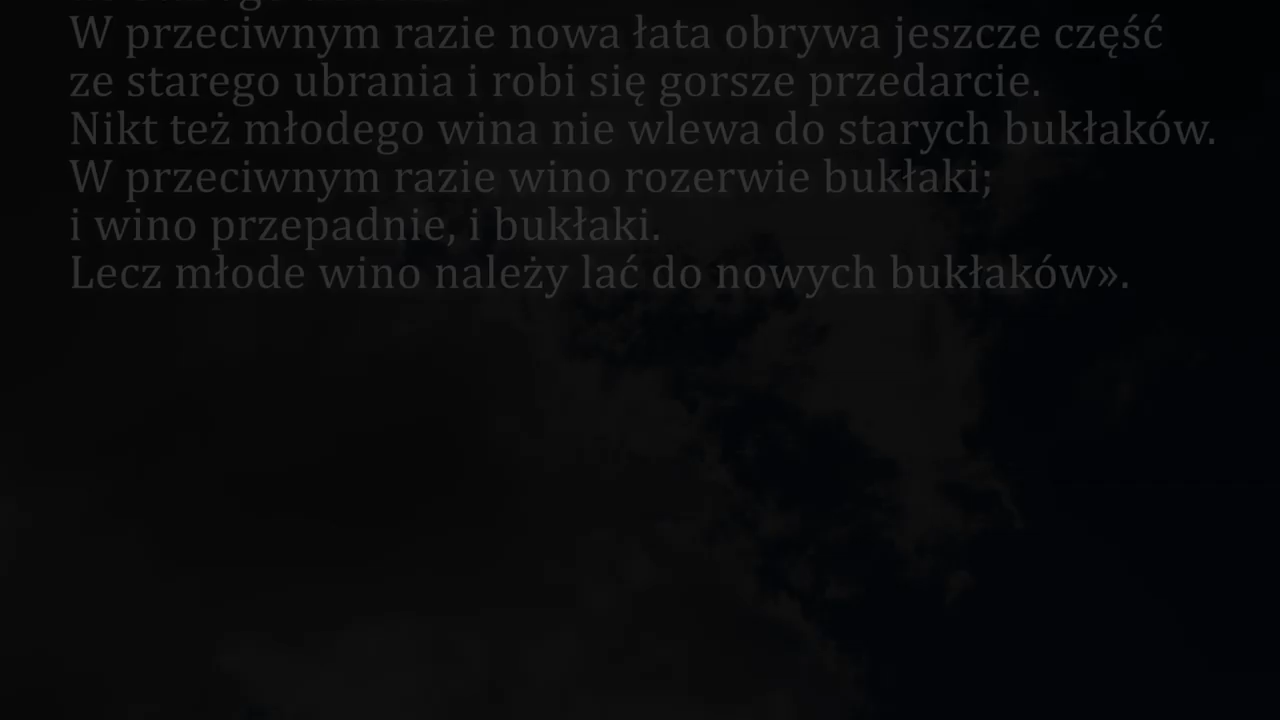 W przeciwnym razie nowa łata obrywa jeszcze część
ze starego ubrania i robi się gorsze przedarcie.
Nikt też młodego wina nie wlewa do starych bukłaków.
W przeciwnym razie wino rozerwie bukłaki;
i wino przepadnie, i bukłaki.
Lecz młode wino należy lać do nowych bukłaków».